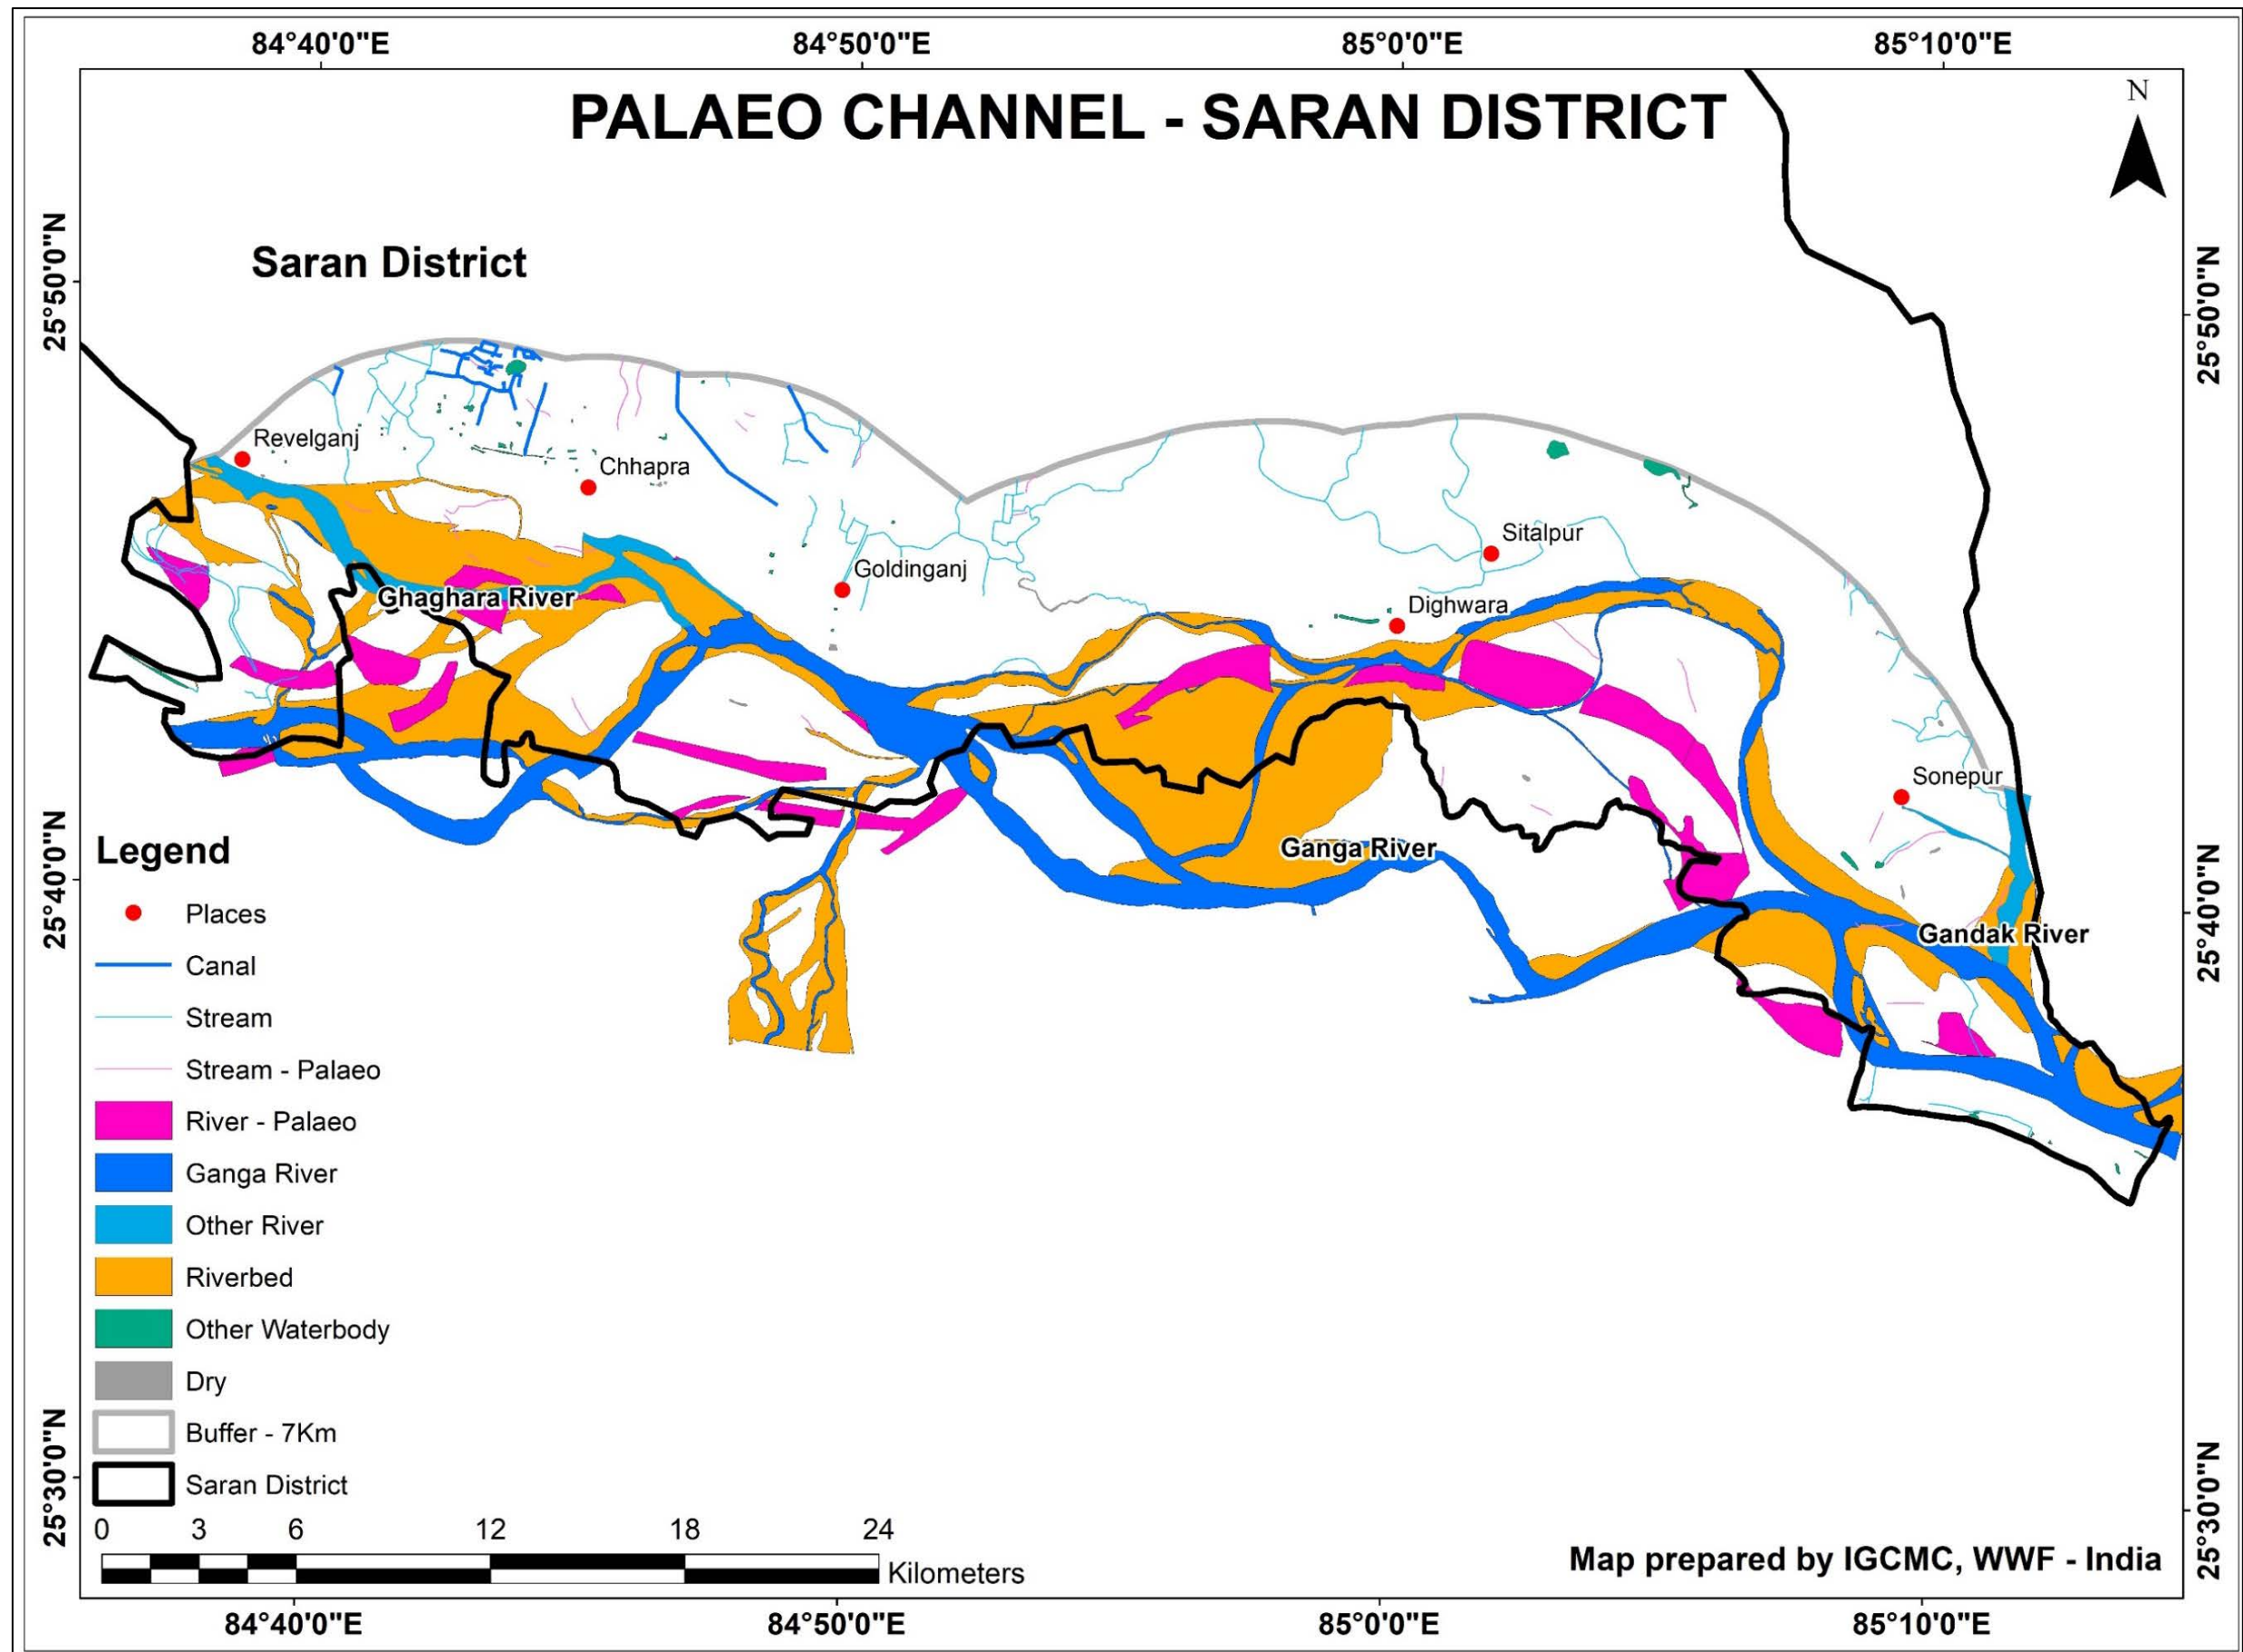 84°40'0"E 84°50'0"E 85°0'0"E 85°10'0"E
PALAEO CHANNEL - SARAN DISTRICT
N
Saran District
25°50'0"N
25°50'0"N
Revelganj
Chhapra
Goldinganj
Sitalpur
Dighwara
Ghaghara River
Sonepur
Ganga River
Gandak River
25°40'0"N
25°40'0"N
Legend
Places
Canal
Stream
Stream - Palaeo
River - Palaeo
Ganga River
Other River
Riverbed
Other Waterbody
Dry
Buffer - 7Km
Saran District
25°30'0"N
25°30'0"N
0 3 6 12 18 24
Kilometers
Map prepared by IGCMC, WWF - India
84°40'0"E 84°50'0"E 85°0'0"E 85°10'0"E